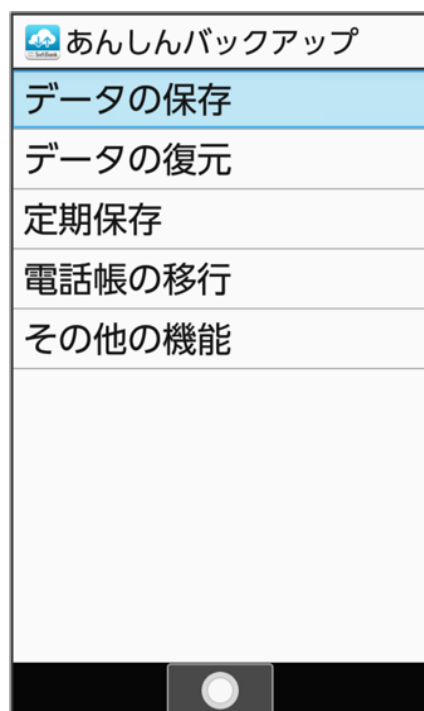 あんしんバックアップ
データの保存
データの復元
定期保存
電話帳の移行
その他の機能